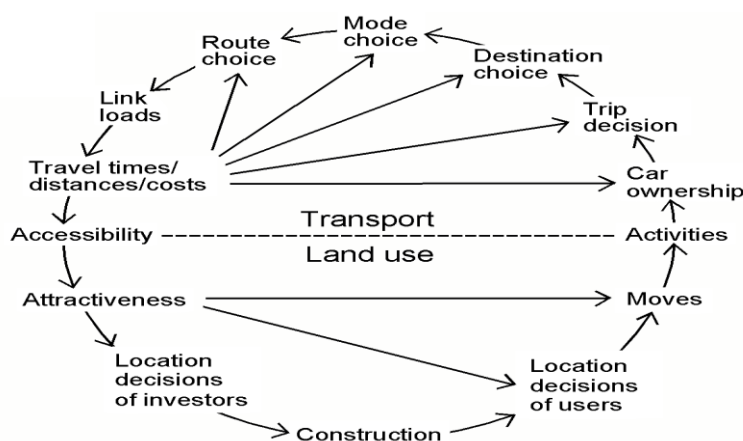 Mode
choice
Route
choice
Destination
choice
Link
loads
Trip
decision
Travel times/
distances/costs
Car
ownership
Transport
Accessibility
Activities
Land use
Attractiveness
Moves
Location
decisions
of investors
Location
decisions
of users
Construction